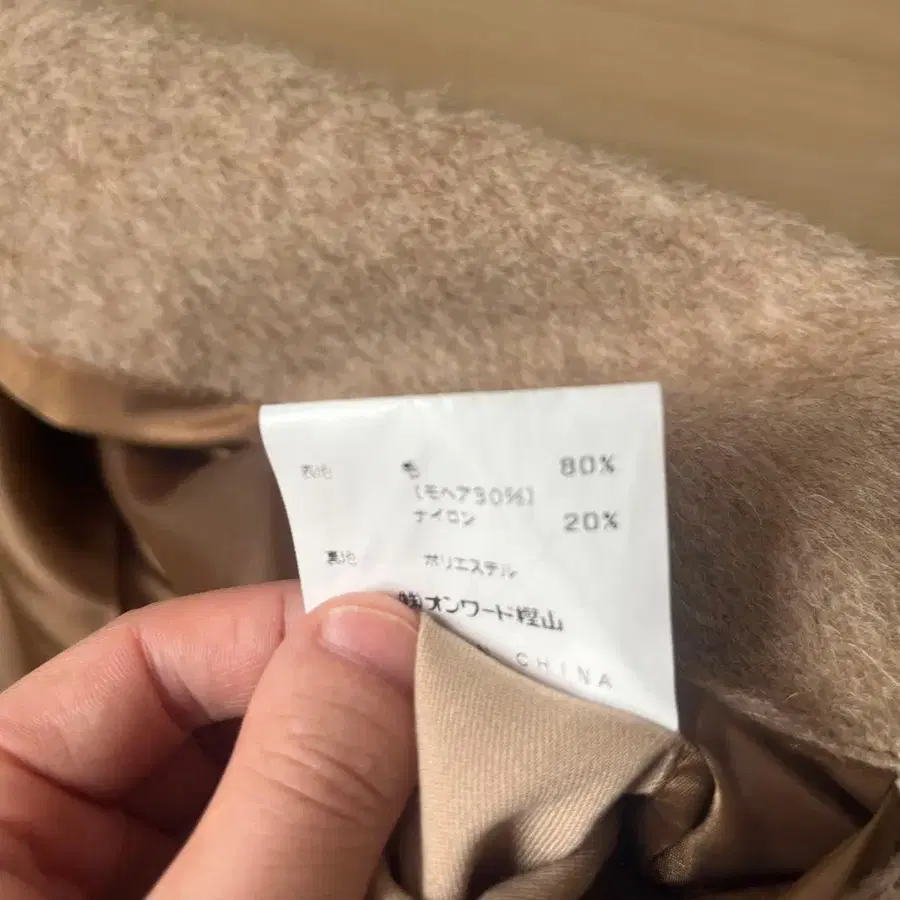 表地 毛 80%
(モヘア30%)
ナイロン 20%
裏地 ポリエステル
㈱オンワード樫山
CHINA